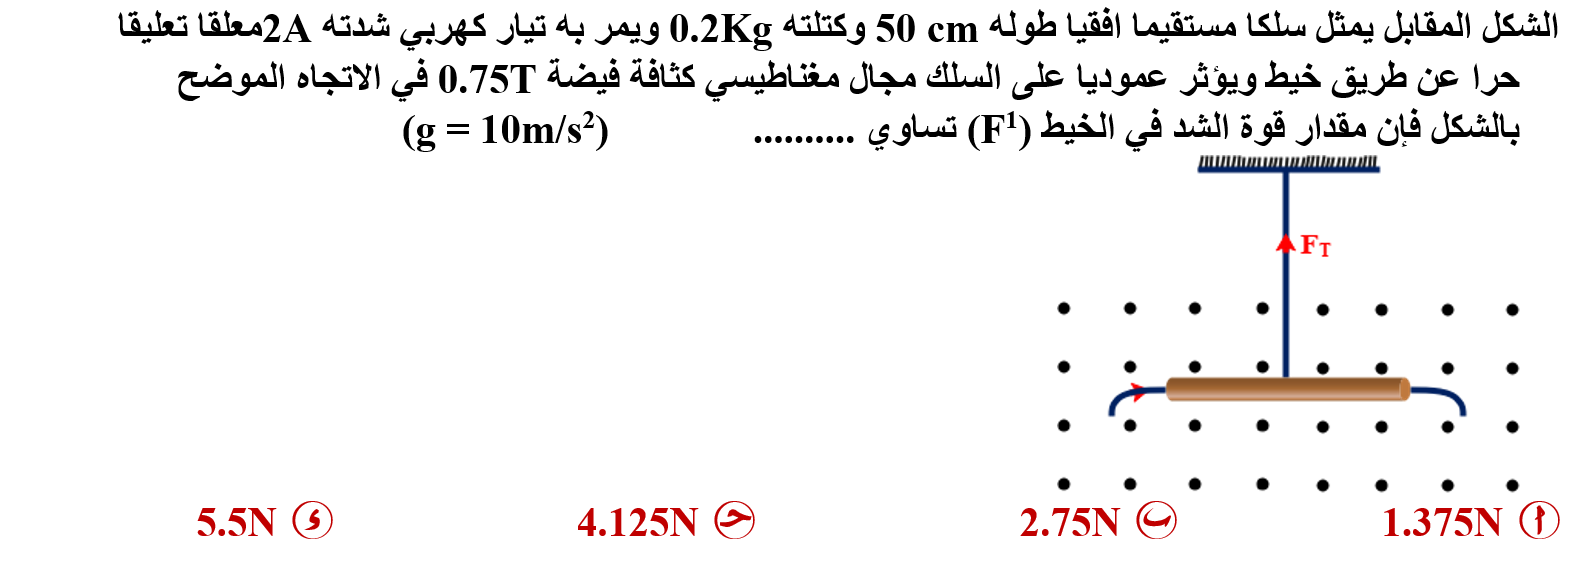 الشكل المقابل يمثل سلكا مستقيما افقيا طوله 50 cm وكتلته 0.2Kg ويمر به تيار كهربي شدته 2Aمعلقا تعليقا
حرا عن طريق خيط ويؤثر عموديا على السلك مجال مغناطيسي كثافة فيضة 0.75T في الاتجاه الموضح
بالشكل فإن مقدار قوة الشد في الخيط (F¹) تساوي .......... (g = 10m/s²)
F_T
أ 1.375N ب 2.75N ج 4.125N د 5.5N